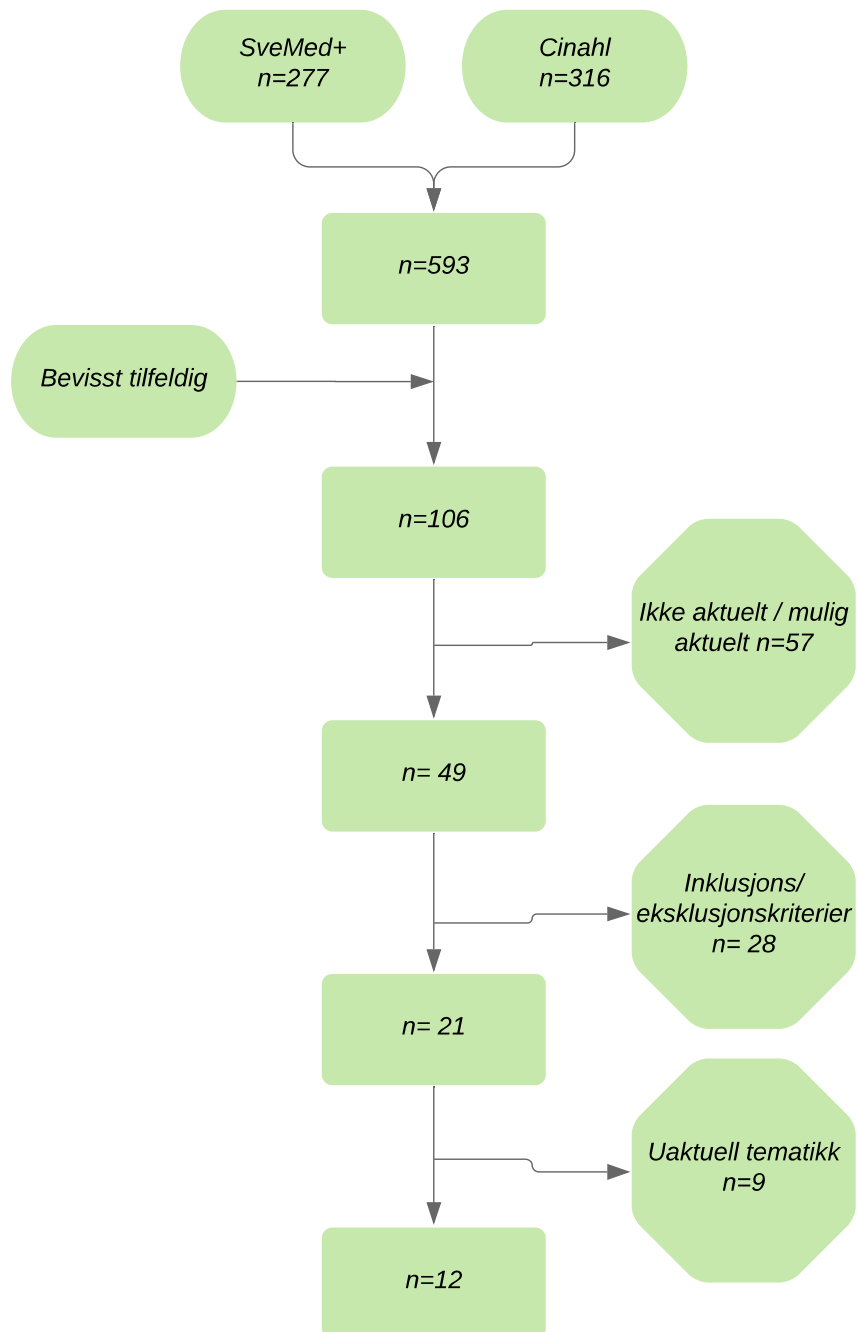 SveMed+
n=277
Cinahl
n=316
n=593
Bevisst tilfeldig
n=106
Ikke aktuelt / mulig
aktuelt n=57
n= 49
Inklusjons/
eksklusjonskriterier
n= 28
n= 21
Uaktuell tematikk
n=9
n=12